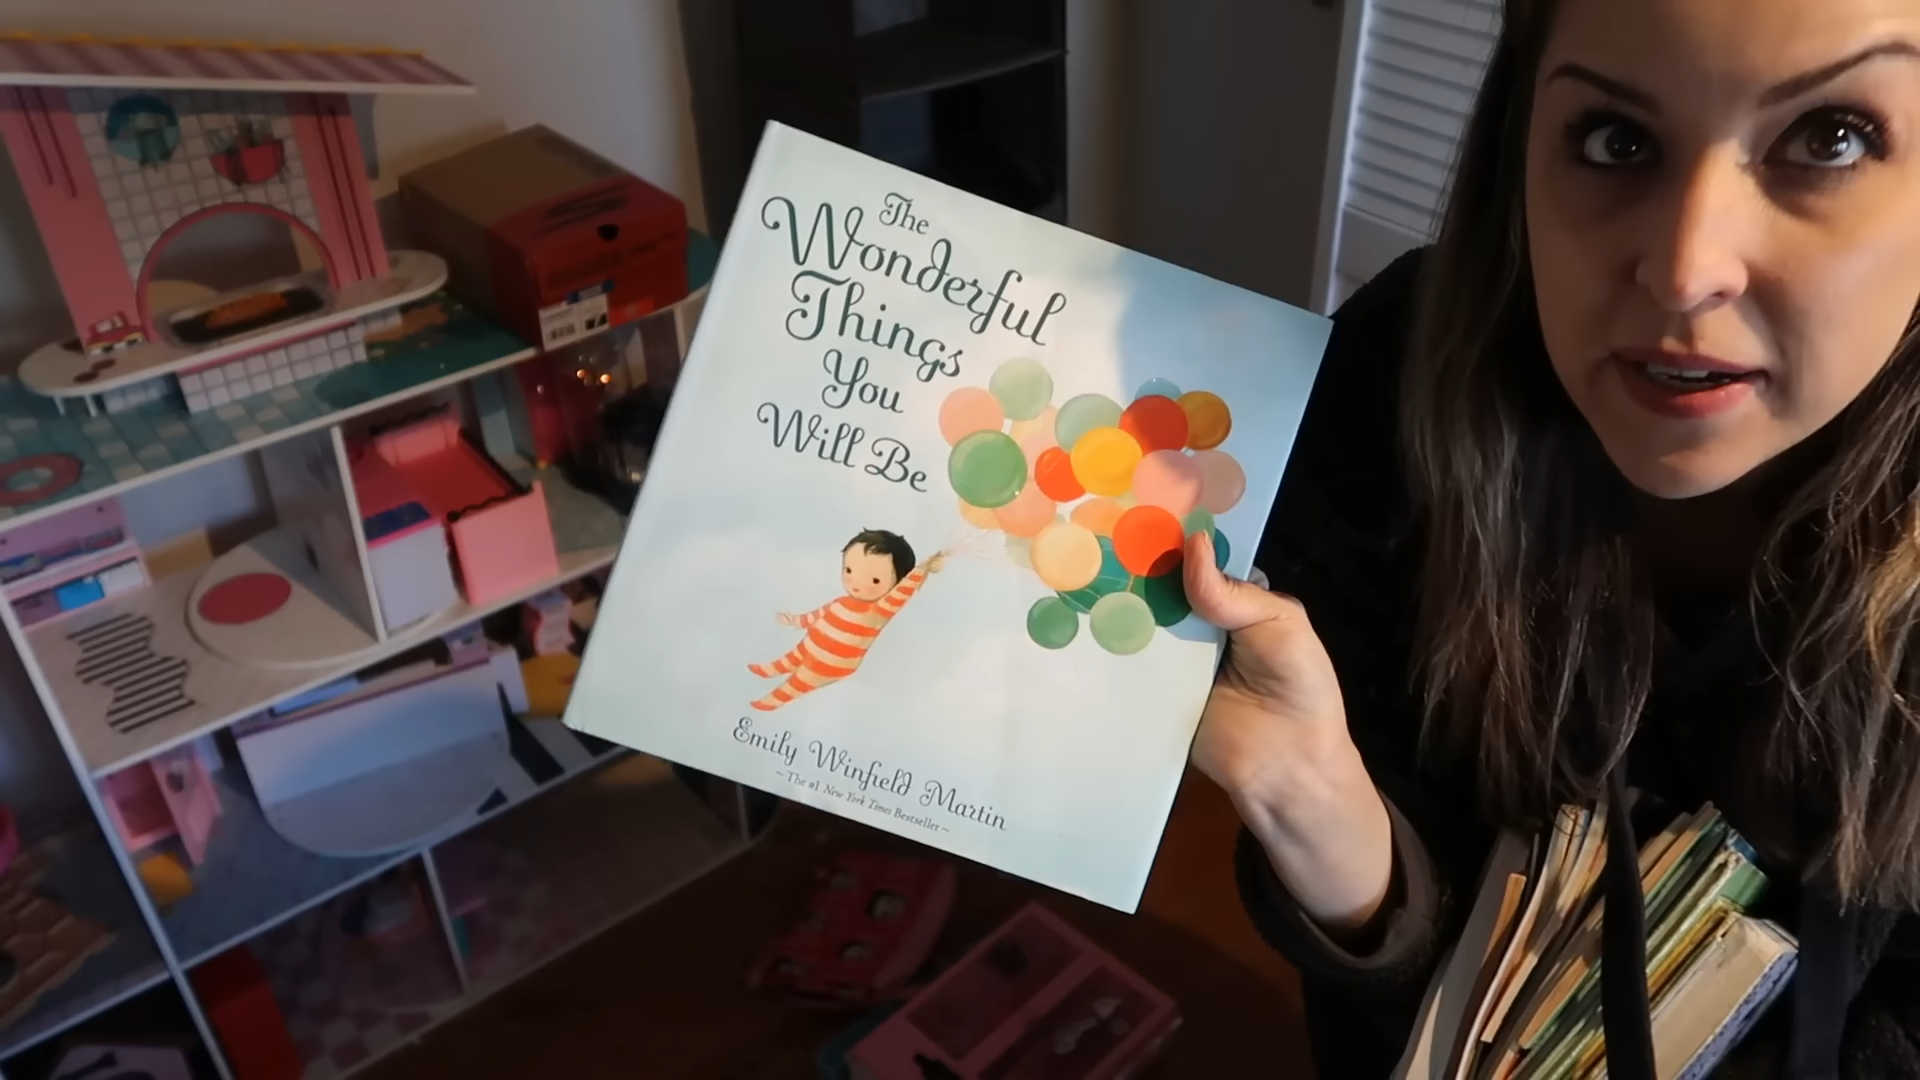 The
Wonderful
Things
You
Will Be
Emily Winfield Martin
~The #1 New York Times Bestseller~